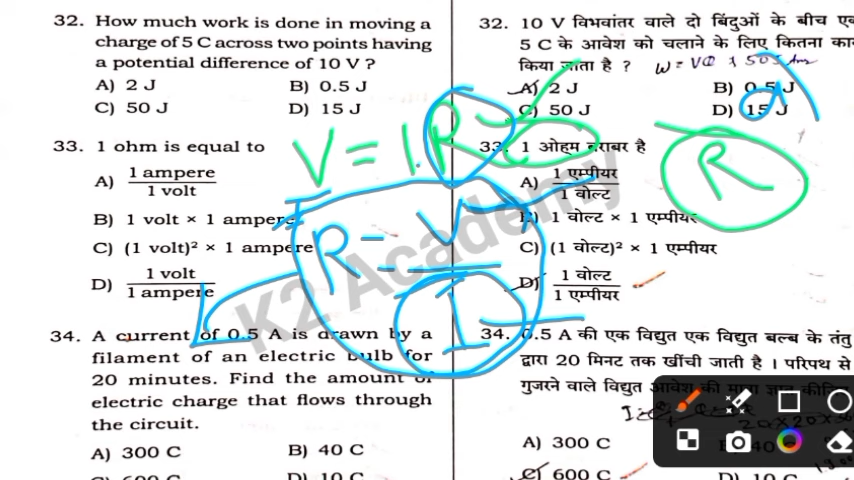 32. How much work is done in moving a
charge of 5 C across two points having
a potential difference of 10 V ?
A) 2 J B) 0.5 J
C) 50 J D) 15 J
33. 1 ohm is equal to
A) 1 ampere
1 volt
B) 1 volt × 1 ampere
C) (1 volt)² × 1 ampere
D) 1 volt
1 ampere
34. A current of 0.5 A is drawn by a
filament of an electric bulb for
20 minutes. Find the amount of
electric charge that flows through
the circuit.
A) 300 C B) 40 C
C) 600 C D) 10 C
32. 10 V विभवांतर वाले दो बिंदुओं के बीच
5 C के आवेश को चलाने के लिए कितना
किया जाता है ?
A) 2 J B) 0.5 J
C) 50 J D) 15 J
33. 1 ओहम बराबर है
A) 1 एम्पीयर
1 वोल्ट
B) 1 वोल्ट × 1 एम्पीयर
C) (1 वोल्ट)² × 1 एम्पीयर
D) 1 वोल्ट
1 एम्पीयर
34. 0.5 A की एक विद्युत एक विद्युत बल्ब के तंतु
द्वारा 20 मिनट तक खींची जाती है । परिपथ से
गुजरने वाले विद्युत आवेश की
A) 300 C
C) 600 C D) 10 C
V = I R
R = V
I
R
K2 Academy